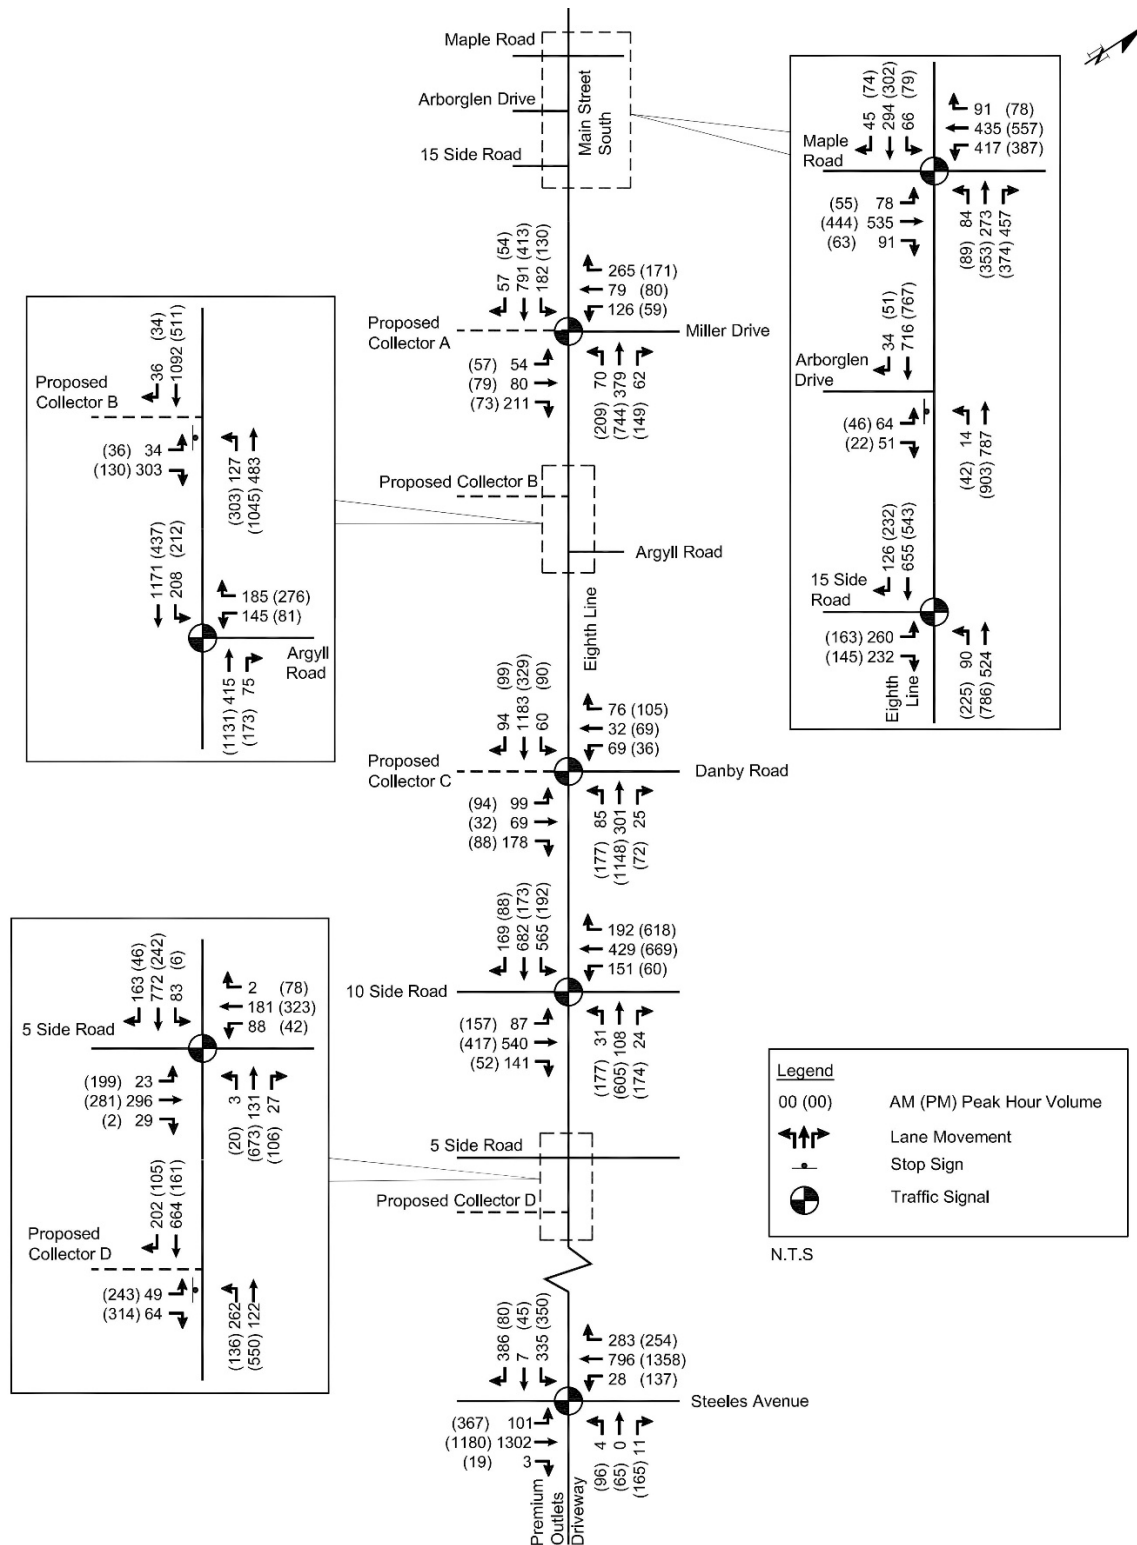 Maple Road
Arborglen Drive
15 Side Road
Main Street
South
N
45 (74)
294 (302)
66 (79)
Maple
Road
91 (78)
435 (557)
417 (387)
(55) 78
(444) 535
(63) 91
(89) 84
(353) 273
(374) 457
34 (51)
716 (767)
Arborglen
Drive
(46) 64
(22) 51
(42) 14
(903) 787
126 (232)
655 (543)
15 Side
Road
(163) 260
(145) 232
(225) 90
(786) 524
Eighth
Line
57 (54)
791 (413)
182 (130)
265 (171)
79 (80)
126 (59)
Proposed
Collector A
Miller Drive
(57) 54
(79) 80
(73) 211
(209) 70
(744) 379
(149) 62
36 (34)
1092 (511)
Proposed
Collector B
(36) 34
(130) 303
(303) 127
(1045) 483
1171 (437)
208 (212)
185 (276)
145 (81)
Argyll
Road
(1131) 415
(173) 75
Proposed Collector B
Argyll Road
Eighth Line
94 (99)
1183 (329)
60 (90)
76 (105)
32 (69)
69 (36)
Proposed
Collector C
Danby Road
(94) 99
(32) 69
(88) 178
(177) 85
(1148) 301
(72) 25
169 (88)
682 (173)
565 (192)
192 (618)
429 (669)
151 (60)
10 Side Road
(157) 87
(417) 540
(52) 141
(177) 31
(605) 108
(174) 24
163 (46)
772 (242)
83 (6)
2 (78)
181 (323)
88 (42)
5 Side Road
(199) 23
(281) 296
(2) 29
(20) 3
(673) 131
(106) 27
202 (105)
664 (161)
Proposed
Collector D
(243) 49
(314) 64
(136) 262
(550) 122
5 Side Road
Proposed Collector D
Legend
00 (00) AM (PM) Peak Hour Volume
Lane Movement
Stop Sign
Traffic Signal
N.T.S
386 (80)
7 (45)
335 (350)
283 (254)
796 (1358)
28 (137)
Steeles Avenue
(367) 101
(1180) 1302
(19) 3
(96) 4
(65) 0
(165) 11
Premium
Outlets
Driveway